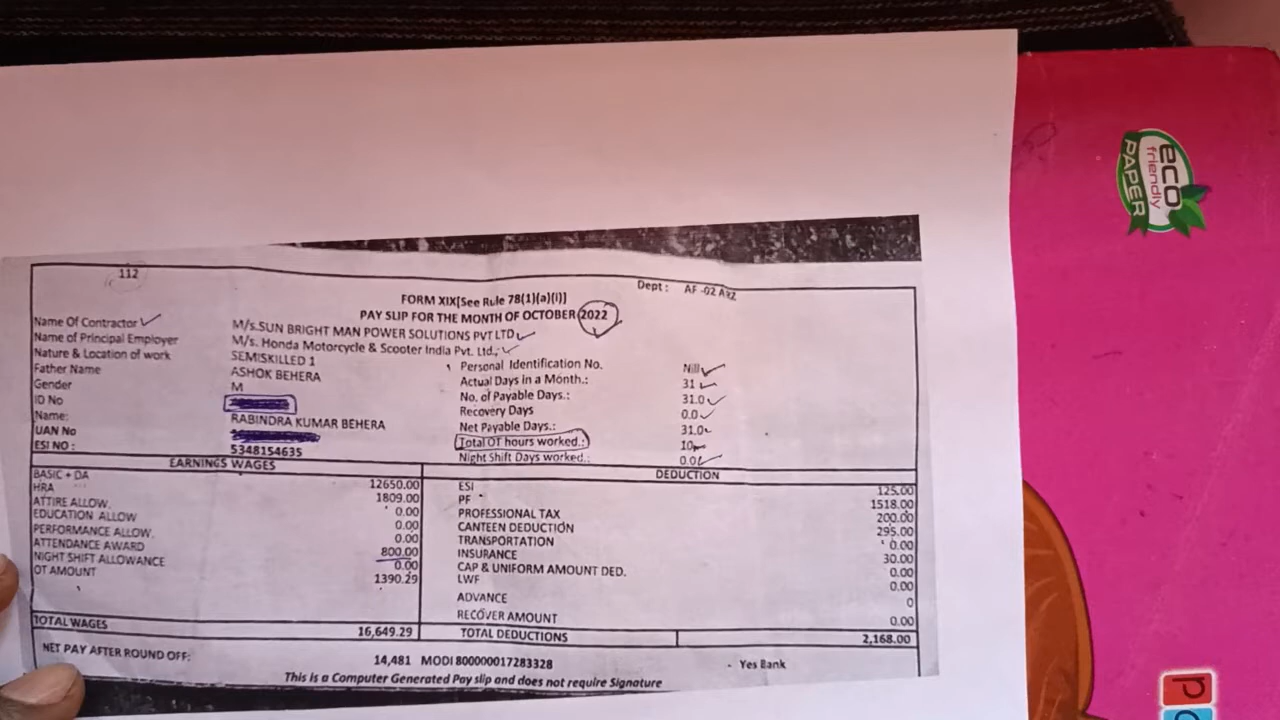 112
Dept : AF -02 ARZ
FORM XIX[See Rule 78(1)(a)(i)]
PAY SLIP FOR THE MONTH OF OCTOBER 2022
Name Of Contractor M/s.SUN BRIGHT MAN POWER SOLUTIONS PVT LTD
Name of Principal Employer M/s. Honda Motorcycle & Scooter India Pvt. Ltd.,
Nature & Location of work SEMISKILLED 1 Personal Identification No. Nill
Father Name ASHOK BEHERA Actual Days in a Month.: 31
Gender M No. of Payable Days.: 31.0
ID No Recovery Days 0.0
Name: RABINDRA KUMAR BEHERA Net Payable Days.: 31.0
UAN No Total OT hours worked.: 10
ESI NO : 5348154635 Night Shift Days worked.: 0.0
EARNINGS WAGES DEDUCTION
BASIC + DA 12650.00 ESI 125.00
HRA 1809.00 PF 1518.00
ATTIRE ALLOW. 0.00 PROFESSIONAL TAX 200.00
EDUCATION ALLOW 0.00 CANTEEN DEDUCTION 295.00
PERFORMANCE ALLOW. 0.00 TRANSPORTATION 0.00
ATTENDANCE AWARD 800.00 INSURANCE 30.00
NIGHT SHIFT ALLOWANCE 0.00 CAP & UNIFORM AMOUNT DED. 0.00
OT AMOUNT 1390.29 LWF 0.00
ADVANCE 0
RECOVER AMOUNT 0.00
TOTAL WAGES 16,649.29 TOTAL DEDUCTIONS 2,168.00
NET PAY AFTER ROUND OFF: 14,481 MODI 800000017283328 - Yes Bank
This is a Computer Generated Pay slip and does not require Signature
eco
friendly
PAPER